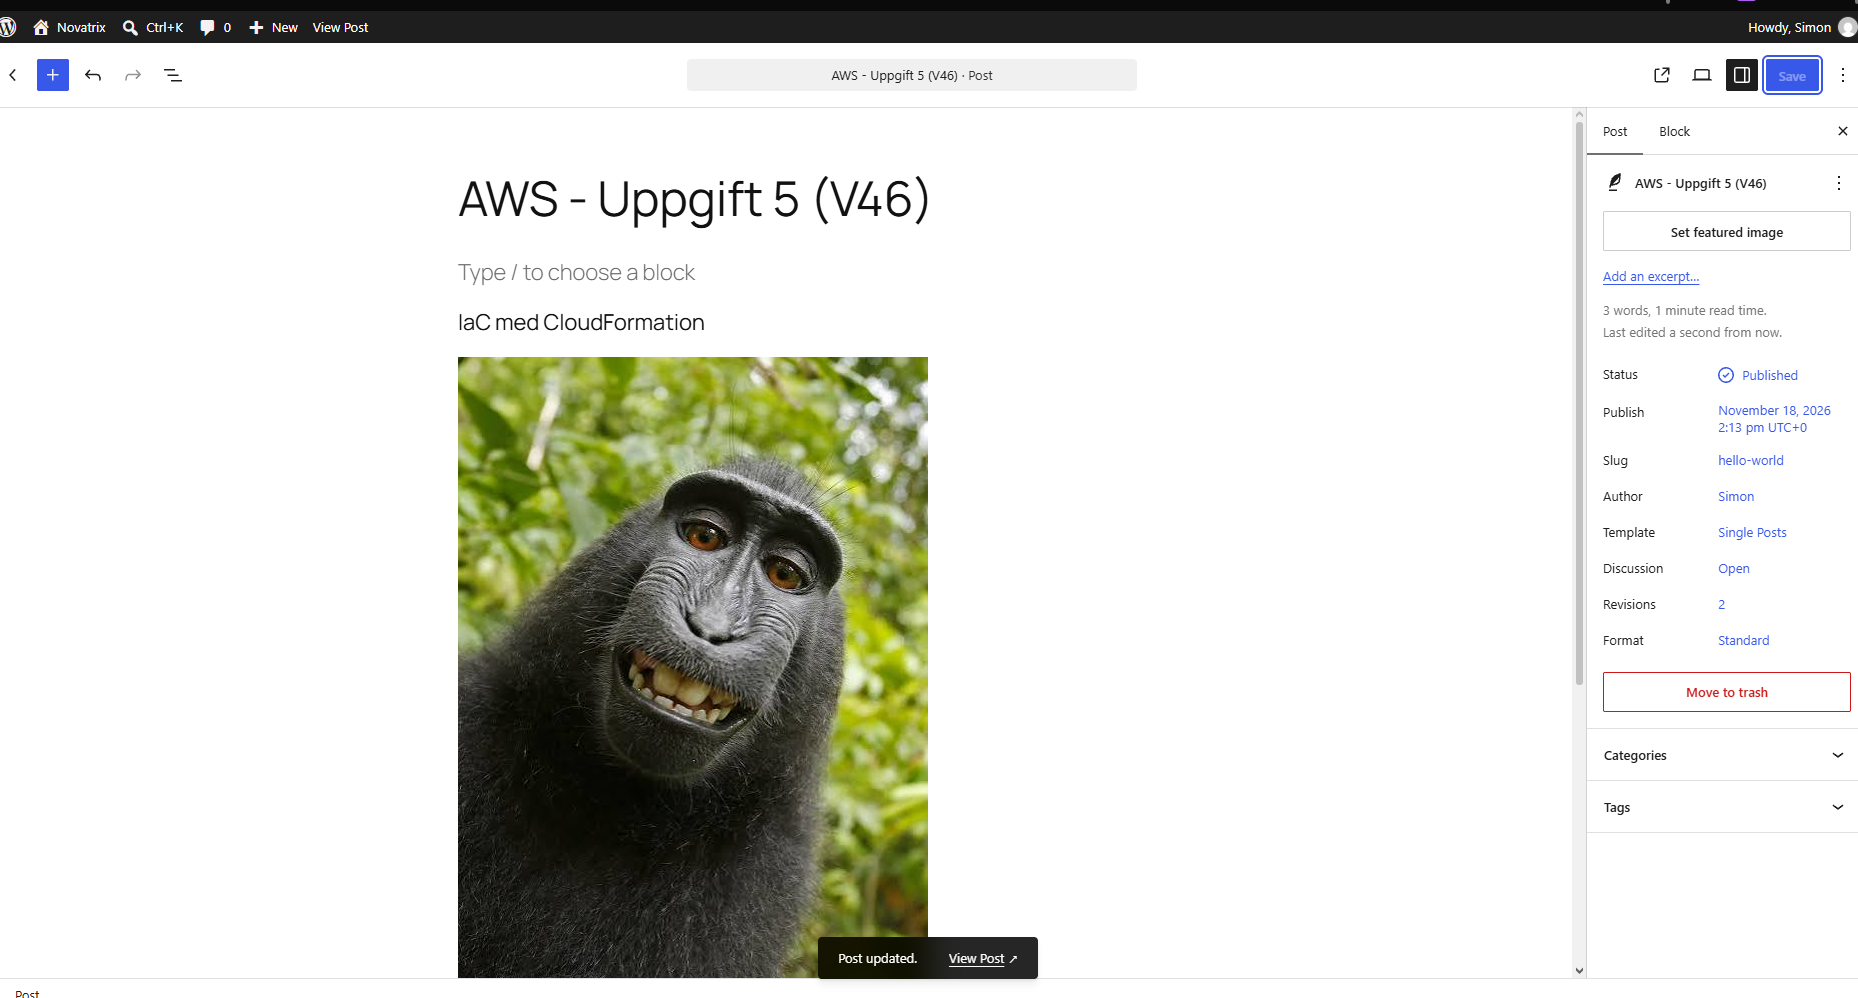 Novatrix Ctrl+K 0 New View Post Howdy, Simon
AWS - Uppgift 5 (V46) · Post
Save
Post Block
AWS - Uppgift 5 (V46)
Type / to choose a block
IaC med CloudFormation
AWS - Uppgift 5 (V46)
Set featured image
Add an excerpt...
3 words, 1 minute read time.
Last edited a second from now.
Status Published
Publish November 18, 2026
2:13 pm UTC+0
Slug hello-world
Author Simon
Template Single Posts
Discussion Open
Revisions 2
Format Standard
Move to trash
Categories
Tags
Post updated. View Post ↗
Post